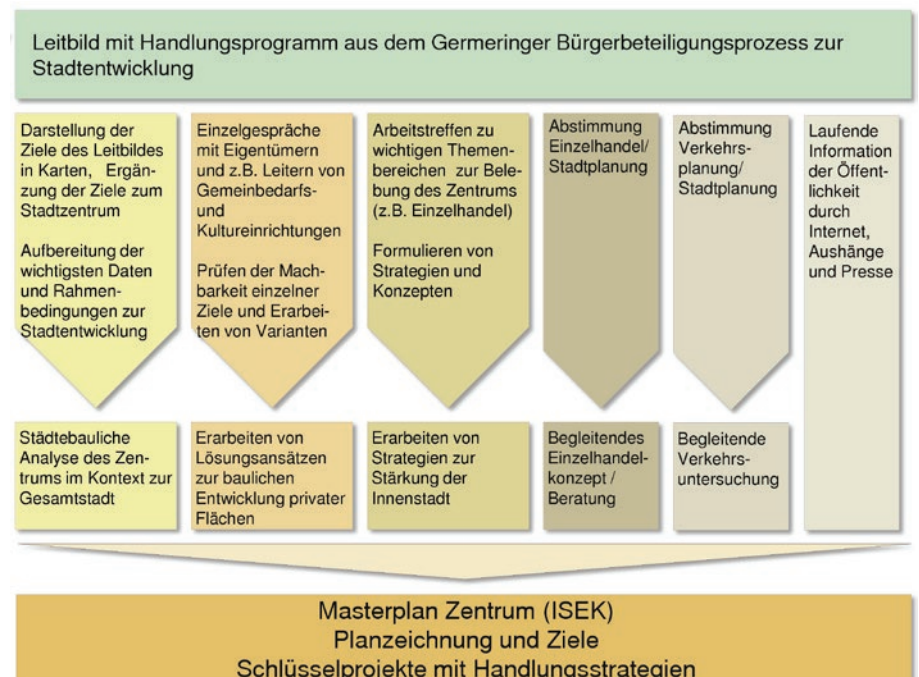 Leitbild mit Handlungsprogramm aus dem Germeringer Bürgerbeteiligungsprozess zur
Stadtentwicklung
Darstellung der
Ziele des Leitbildes
in Karten, Ergän-
zung der Ziele zum
Stadtzentrum
Aufbereitung der
wichtigsten Daten
und Rahmen-
bedingungen zur
Stadtentwicklung
Einzelgespräche
mit Eigentümern
und z.B. Leitern von
Gemeinbedarfs-
und
Kultureinrichtungen
Prüfen der Mach-
barkeit einzelner
Ziele und Erarbei-
ten von Varianten
Arbeitstreffen zu
wichtigen Themen-
bereichen zur Bele-
bung des Zentrums
(z.B. Einzelhandel)
Formulieren von
Strategien und
Konzepten
Abstimmung
Einzelhandel/
Stadtplanung
Abstimmung
Verkehrs-
planung/
Stadtplanung
Laufende
Information
der Öffent-
lichkeit
durch
Internet,
Aushänge
und Presse
Städtebauliche
Analyse des Zen-
trums im Kontext zur
Gesamtstadt
Erarbeiten von
Lösungsansätzen
zur baulichen
Entwicklung privater
Flächen
Erarbeiten von
Strategien zur
Stärkung der
Innenstadt
Begleitendes
Einzelhandel-
konzept /
Beratung
Begleitende
Verkehrs-
untersuchung
Masterplan Zentrum (ISEK)
Planzeichnung und Ziele
Schlüsselprojekte mit Handlungsstrategien